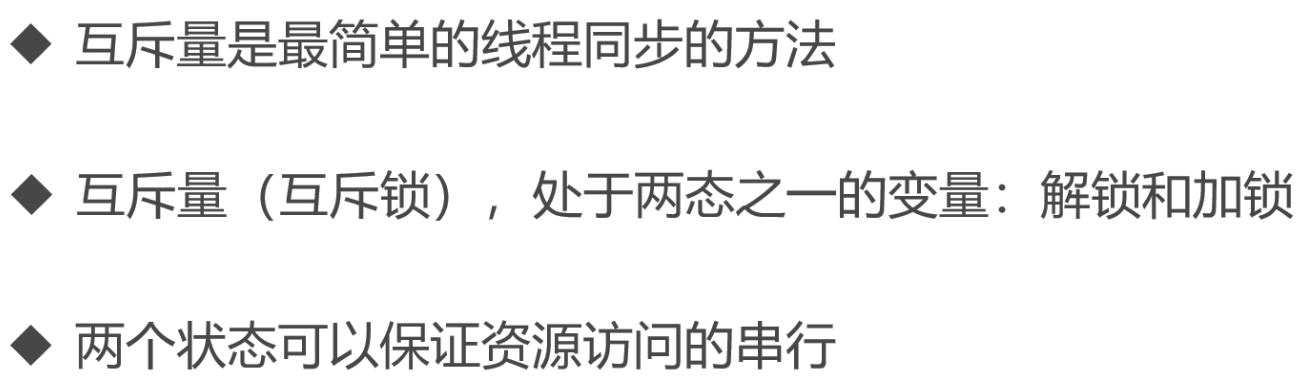 ◆ 互斥量是最简单的线程同步的方法
◆ 互斥量（互斥锁），处于两态之一的变量：解锁和加锁
◆ 两个状态可以保证资源访问的串行